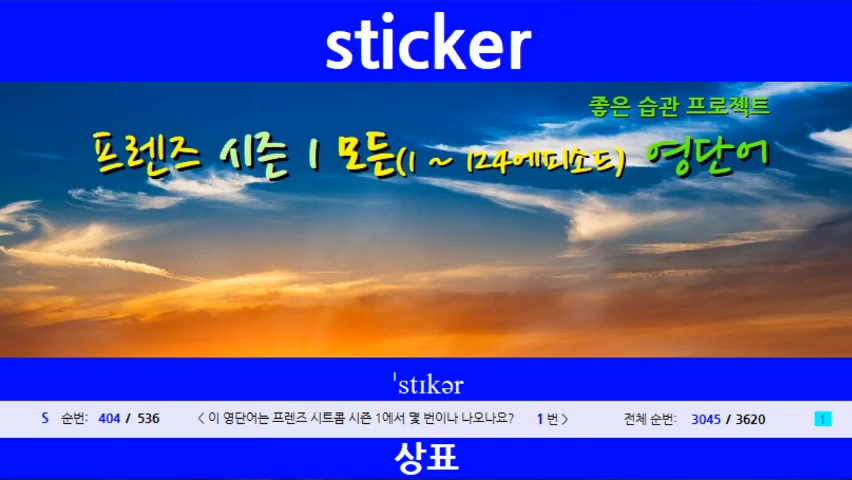 sticker
좋은 습관 프로젝트
프렌즈 시즌 1 모든(1 ~ 124에피소드) 영단어
ˈstɪkər
S 순번: 404 / 536 < 이 영단어는 프렌즈 시트콤 시즌 1에서 몇 번이나 나오나요? 1 번 > 전체 순번: 3045 / 3620 1
상표